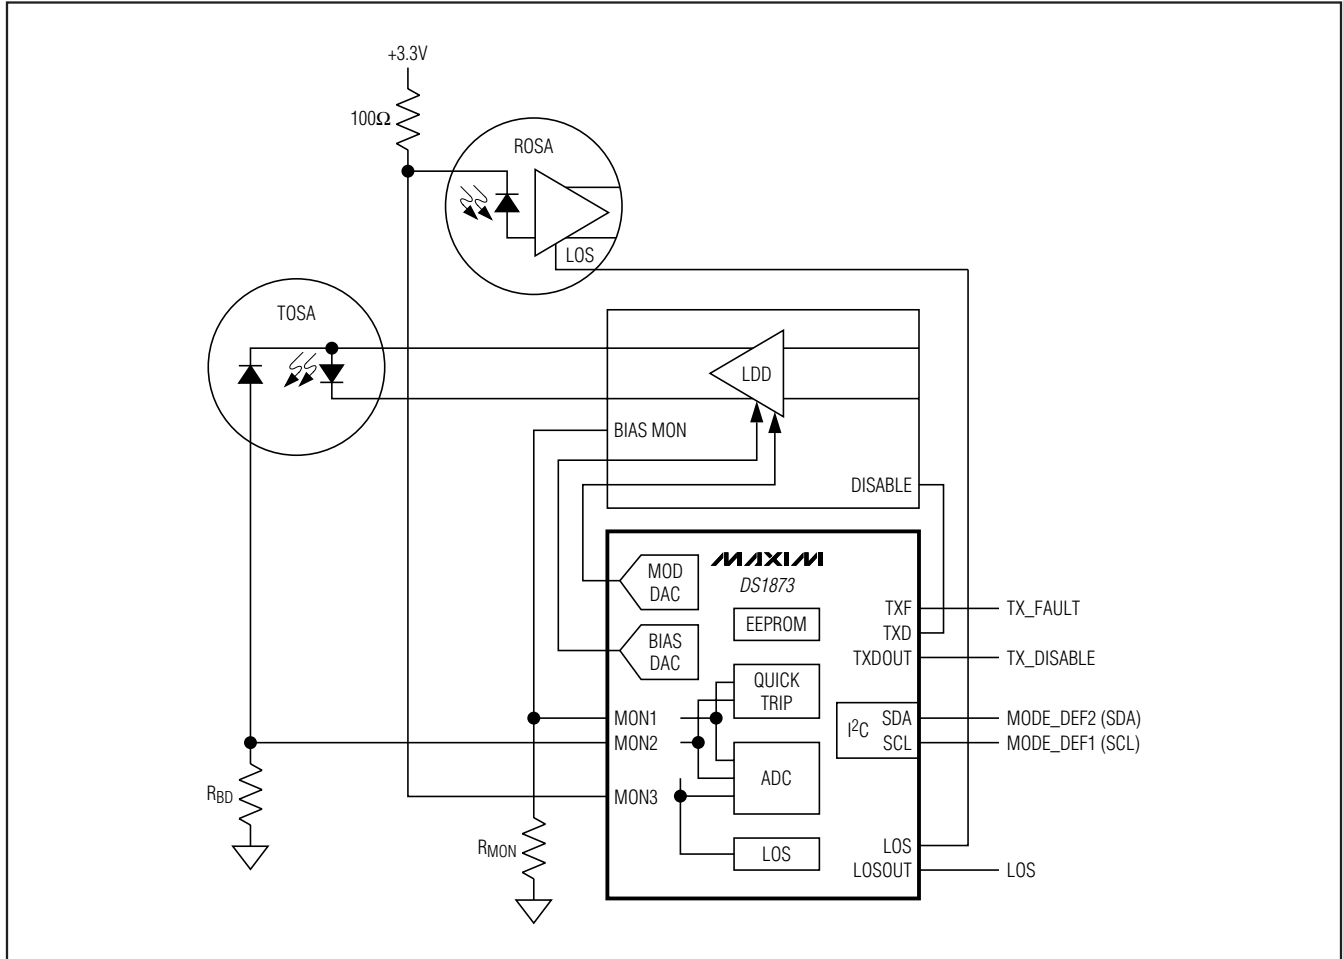 +3.3V
100Ω
ROSA
LOS
TOSA
LDD
BIAS MON
DISABLE
MAXIM
DS1873
MOD
DAC
EEPROM
BIAS
DAC
QUICK
TRIP
TXF
TX_FAULT
TXD
TXDOUT
TX_DISABLE
MON1
MON2
MON3
I²C
SDA
MODE_DEF2 (SDA)
SCL
MODE_DEF1 (SCL)
ADC
RBD
RMON
LOS
LOS
LOSOUT
LOS